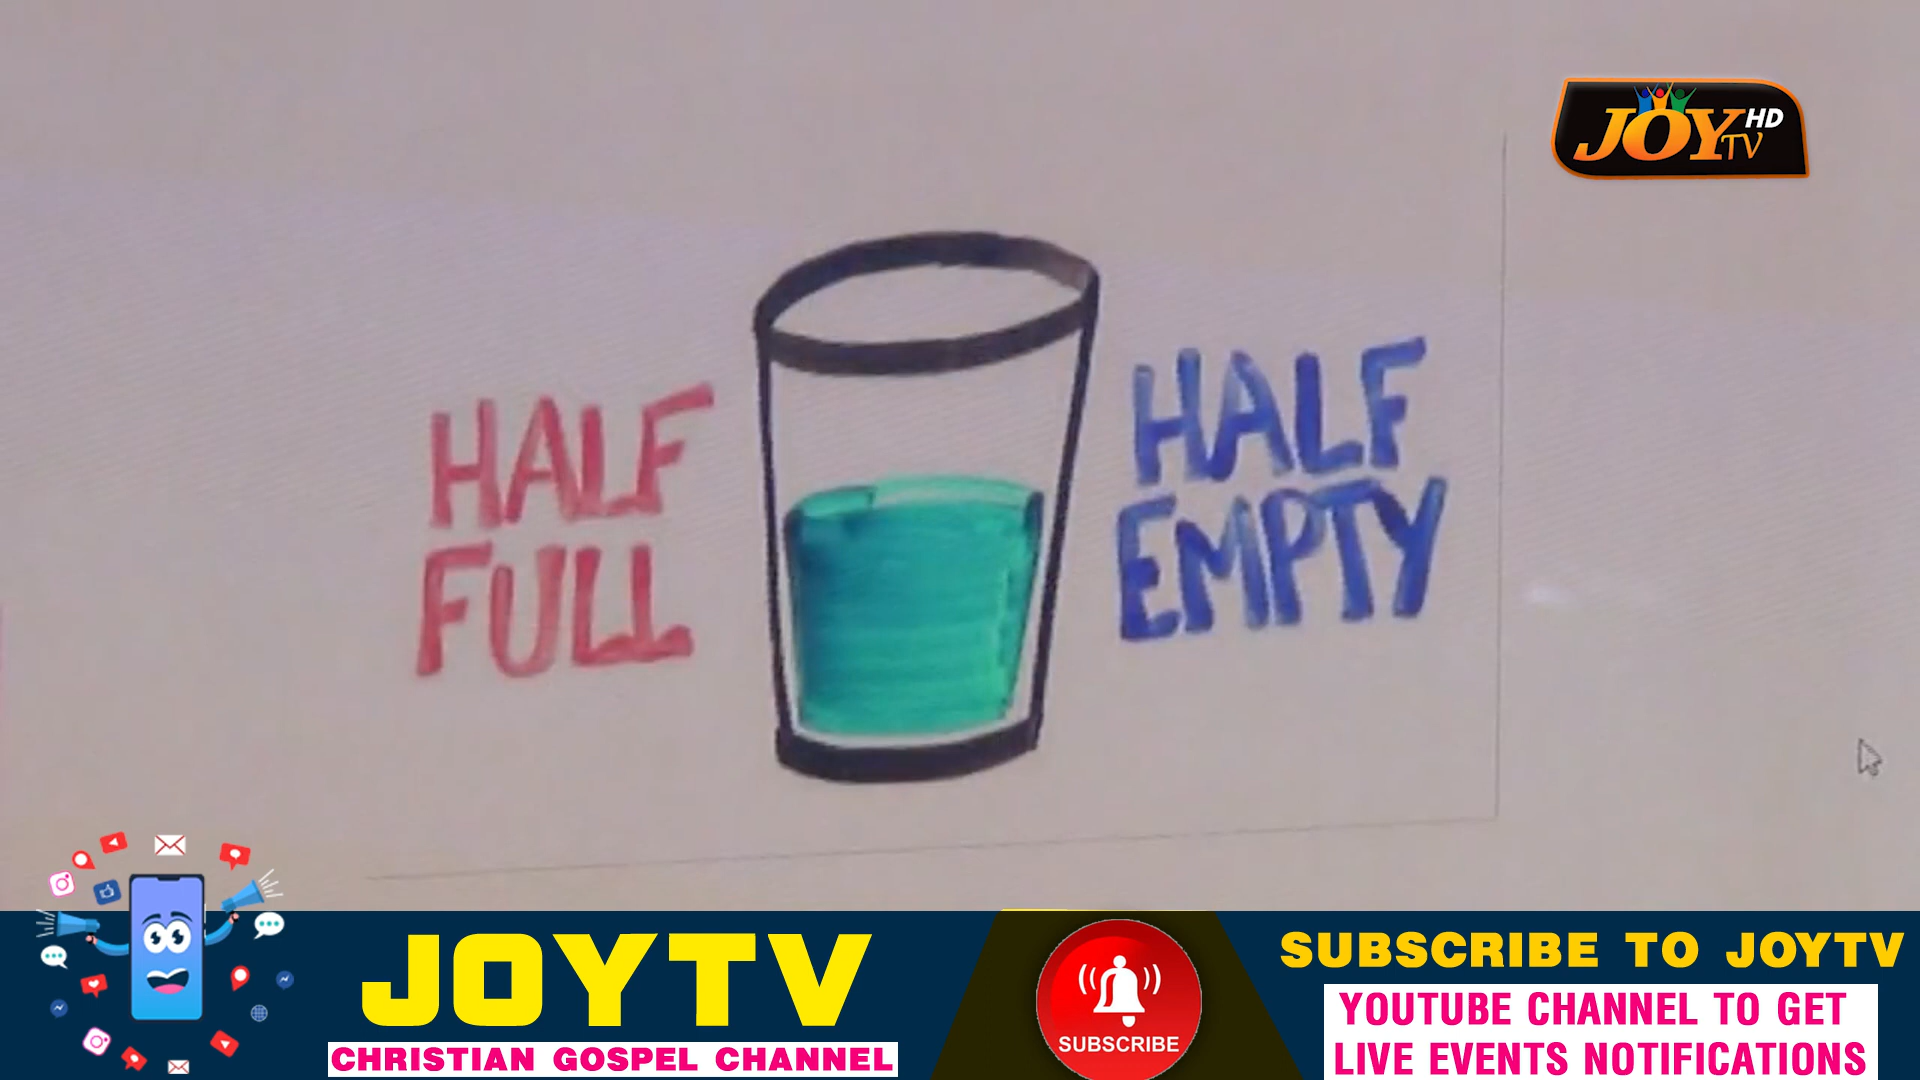 JOY HD
TV
HALF
FULL
HALF
EMPTY
JOYTV
CHRISTIAN GOSPEL CHANNEL
SUBSCRIBE
SUBSCRIBE TO JOYTV
YOUTUBE CHANNEL TO GET
LIVE EVENTS NOTIFICATIONS